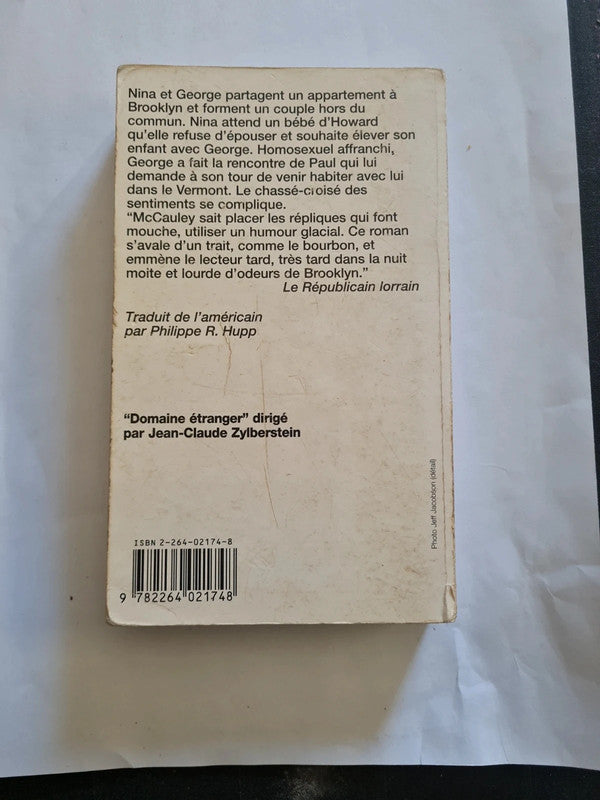 Nina et George partagent un appartement à
Brooklyn et forment un couple hors du
commun. Nina attend un bébé d'Howard
qu'elle refuse d'épouser et souhaite élever son
enfant avec George. Homosexuel affranchi,
George a fait la rencontre de Paul qui lui
demande à son tour de venir habiter avec lui
dans le Vermont. Le chassé-croisé des
sentiments se complique.
“McCauley sait placer les répliques qui font
mouche, utiliser un humour glacial. Ce roman
s'avale d'un trait, comme le bourbon, et
emmène le lecteur tard, très tard dans la nuit
moite et lourde d'odeurs de Brooklyn.”
Le Républicain lorrain
Traduit de l'américain
par Philippe R. Hupp
“Domaine étranger” dirigé
par Jean-Claude Zylberstein
Photo Jeff Jacobson (détail)
ISBN 2-264-02174-8
9 782264 021748